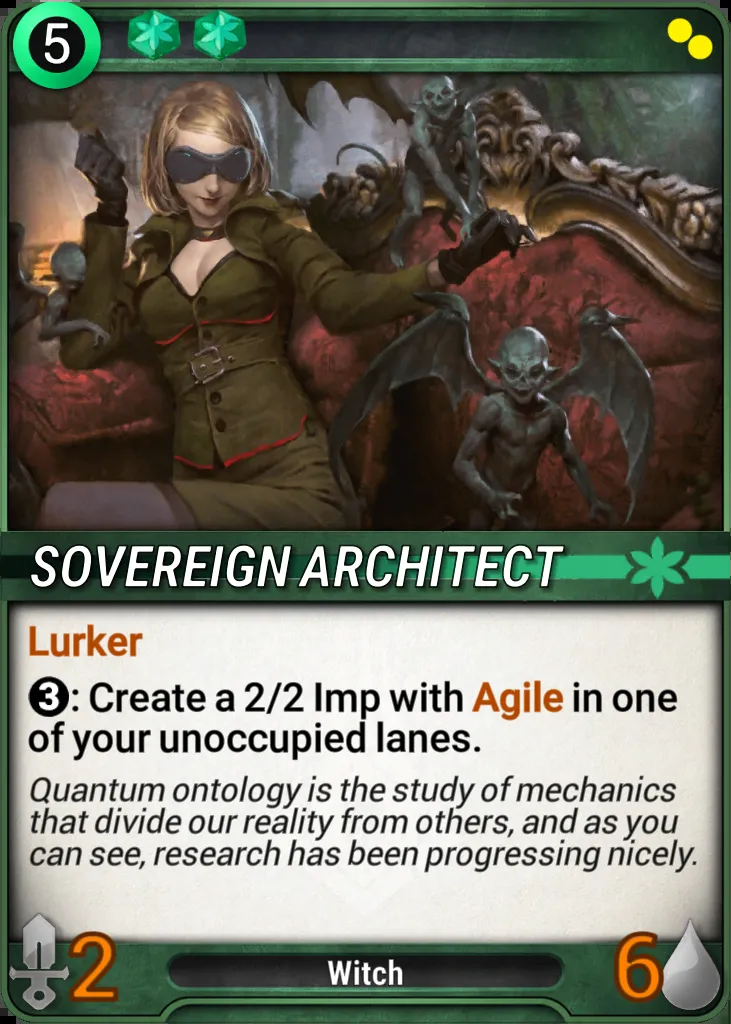 5
SOVEREIGN ARCHITECT
Lurker
3: Create a 2/2 Imp with Agile in one
of your unoccupied lanes.
Quantum ontology is the study of mechanics
that divide our reality from others, and as you
can see, research has been progressing nicely.
2
Witch
6